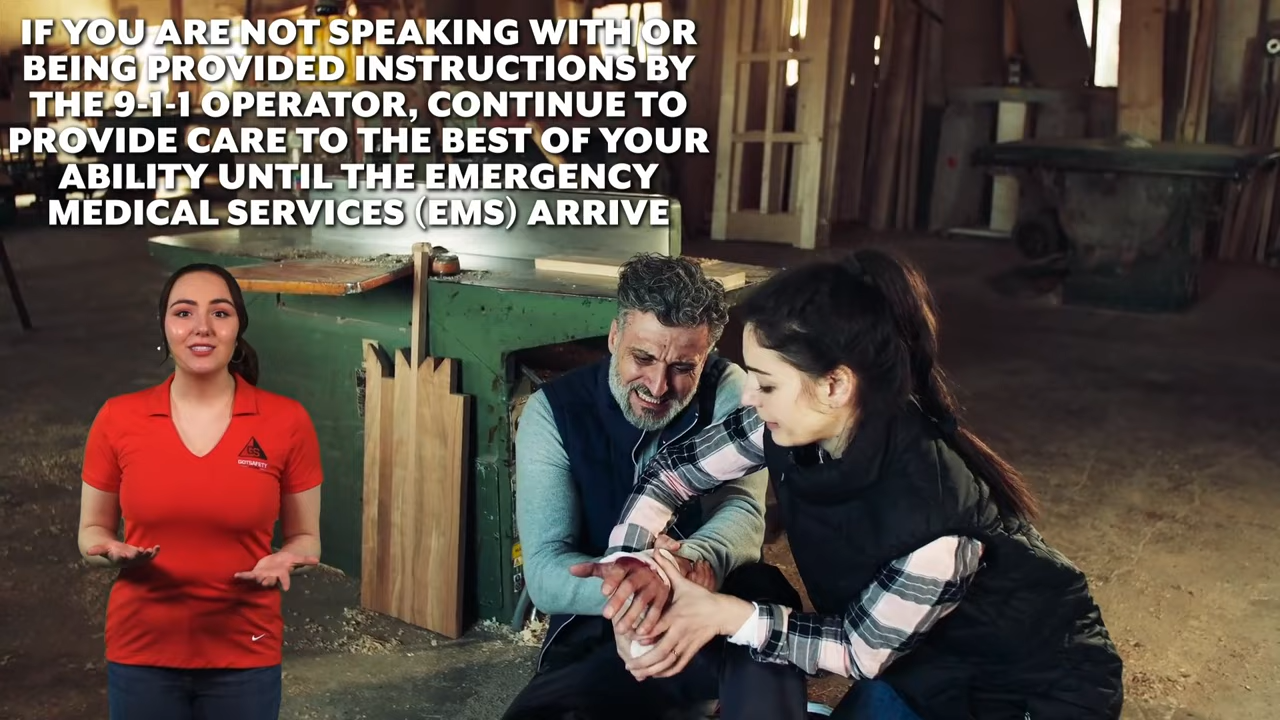 IF YOU ARE NOT SPEAKING WITH OR
BEING PROVIDED INSTRUCTIONS BY
THE 9-1-1 OPERATOR, CONTINUE TO
PROVIDE CARE TO THE BEST OF YOUR
ABILITY UNTIL THE EMERGENCY
MEDICAL SERVICES (EMS) ARRIVE